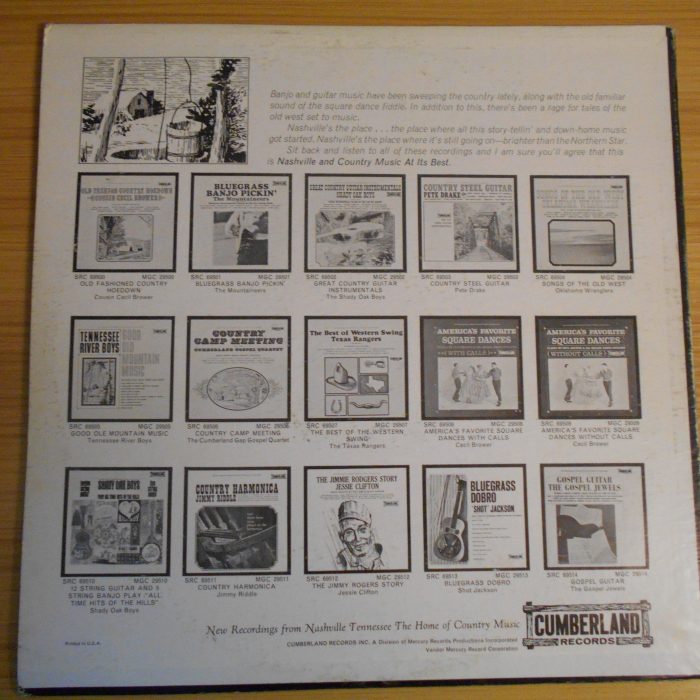 Banjo and guitar music have been sweeping the country lately, along with the old familiar
sound of the square dance fiddle. In addition to this, there's been a rage for tales of the
old west set to music.
Nashville's the place . . . the place where all this story-tellin' and down-home music
got started. Nashville's the place where it's still going on—brighter than the Northern Star.
Sit back and listen to all of these recordings and I am sure you'll agree that this
is Nashville and Country Music At Its Best.
OLD FASHION COUNTRY HOEDOWN
COUSIN CECIL BROWER
BLUEGRASS
BANJO PICKIN'
The Mountaineers
GREAT COUNTRY GUITAR INSTRUMENTALS
SHADY OAK BOYS
COUNTRY STEEL GUITAR
PETE DRAKE
SONGS OF THE OLD WEST
OKLAHOMA WRANGLERS
SRC 69500 MGC 29500
OLD FASHIONED COUNTRY
HOEDOWN
Cousin Cecil Brower
SRC 69501 MGC 29501
BLUEGRASS BANJO PICKIN'
The Mountaineers
SRC 69502 MGC 29502
GREAT COUNTRY GUITAR
INSTRUMENTALS
The Shady Oak Boys
SRC 69503 MGC 29503
COUNTRY STEEL GUITAR
Pete Drake
SRC 69504 MGC 29504
SONGS OF THE OLD WEST
Oklahoma Wranglers
TENNESSEE
RIVER BOYS
GOOD
OLD
MOUNTAIN
MUSIC
COUNTRY
CAMP MEETING
CUMBERLAND GOSPEL QUARTET
The Best of Western Swing
Texas Rangers
AMERICA'S FAVORITE
SQUARE DANCES
(WITH CALLS)
AMERICA'S FAVORITE
SQUARE DANCES
(WITHOUT CALLS)
SRC 69505 MGC 29505
GOOD OLE MOUNTAIN MUSIC
Tennessee River Boys
SRC 69506 MGC 29506
COUNTRY CAMP MEETING
The Cumberland Gap Gospel Quartet
SRC 69507 MGC 29507
THE BEST OF THE WESTERN
SWING
The Texas Rangers
SRC 69508 MGC 29508
AMERICA'S FAVORITE SQUARE
DANCES WITH CALLS
Cecil Brower
SRC 69509 MGC 29509
AMERICA'S FAVORITE SQUARE
DANCES WITHOUT CALLS
Cecil Brower
SHADY OAK BOYS
COUNTRY HARMONICA
JIMMY RIDDLE
THE JIMMIE RODGERS STORY
JESSIE CLIFTON
BLUEGRASS
DOBRO
'SHOT' JACKSON
GOSPEL GUITAR
THE GOSPEL JEWELS
SRC 69510 MGC 29510
12 STRING GUITAR AND 5
STRING BANJO PLAY "ALL
TIME HITS OF THE HILLS"
Shady Oak Boys
SRC 69511 MGC 29511
COUNTRY HARMONICA
Jimmy Riddle
SRC 69512 MGC 29512
THE JIMMY ROGERS STORY
Jessie Clifton
SRC 69513 MGC 29513
BLUEGRASS DOBRO
Shot Jackson
SRC 69514 MGC 29514
GOSPEL GUITAR
The Gospel Jewels
New Recordings from Nashville Tennessee The Home of Country Music
CUMBERLAND
RECORDS
CUMBERLAND RECORDS INC. A Division of Mercury Records Productions Incorporated
Vendor Mercury Record Corporation
Printed in U.S.A.